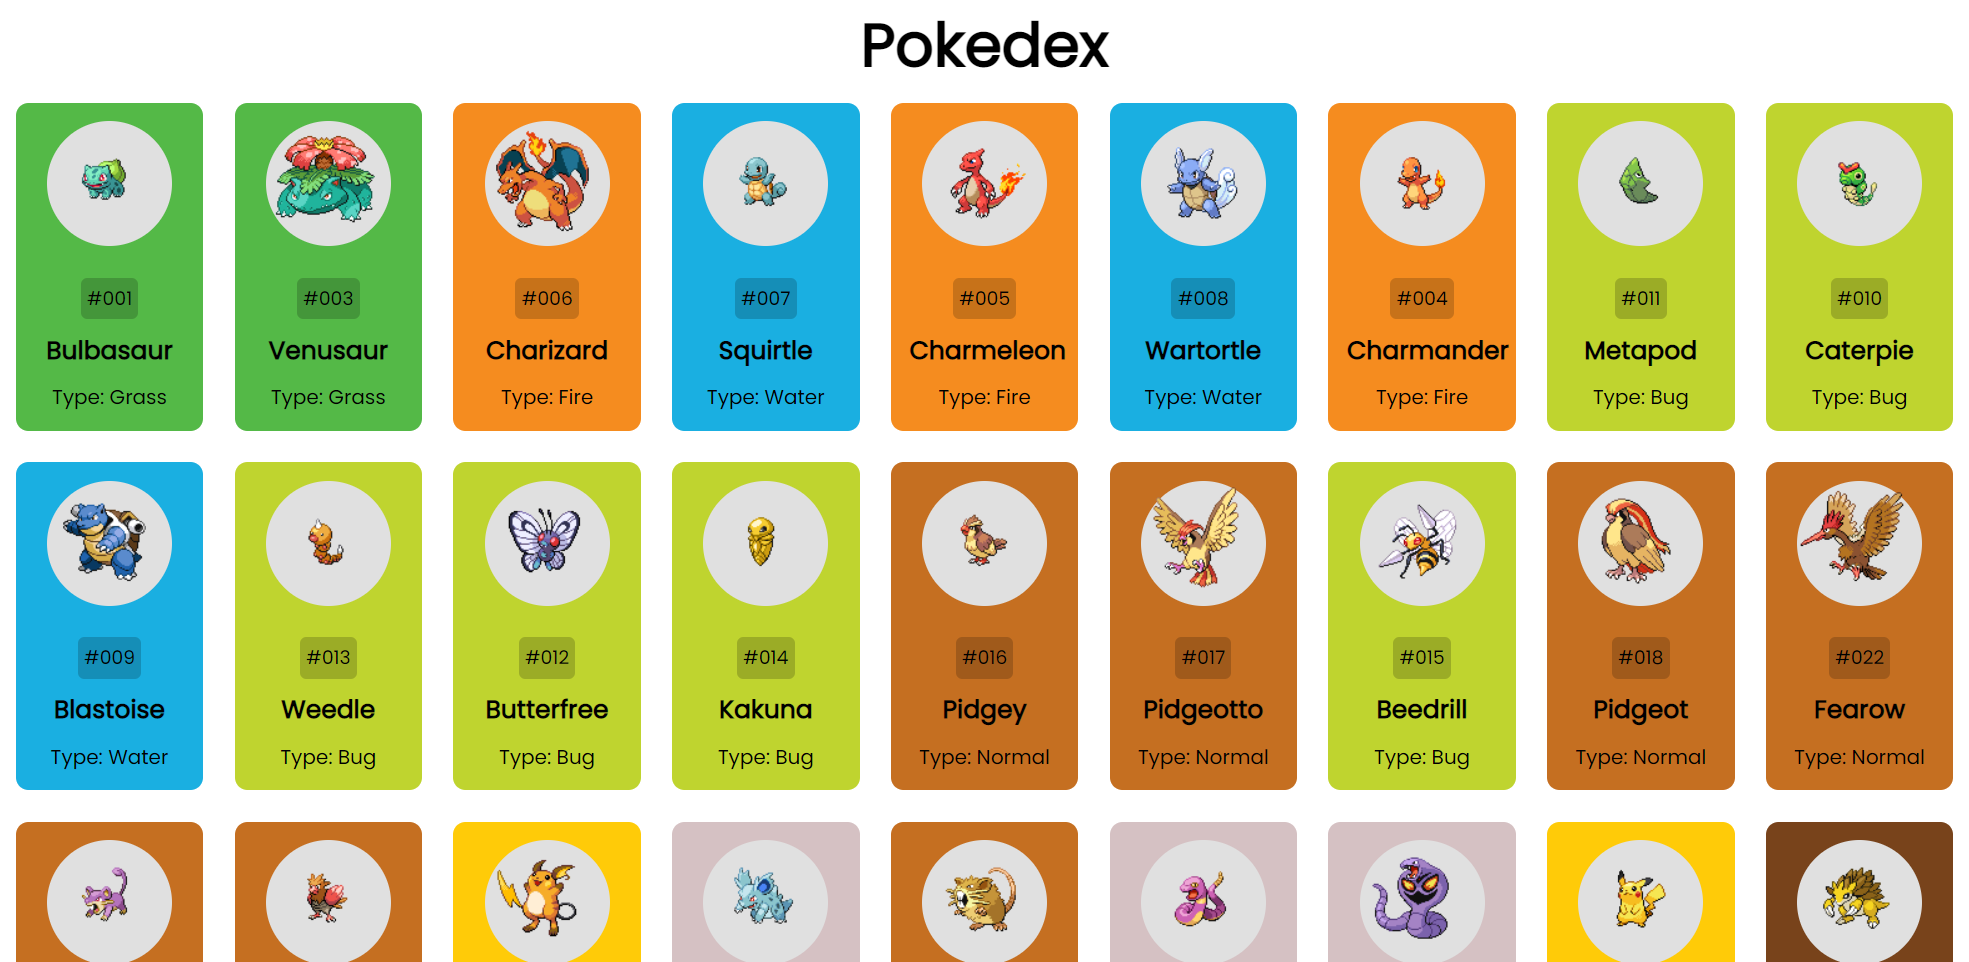 Pokedex
#001
Bulbasaur
Type: Grass
#003
Venusaur
Type: Grass
#006
Charizard
Type: Fire
#007
Squirtle
Type: Water
#005
Charmeleon
Type: Fire
#008
Wartortle
Type: Water
#004
Charmander
Type: Fire
#011
Metapod
Type: Bug
#010
Caterpie
Type: Bug
#009
Blastoise
Type: Water
#013
Weedle
Type: Bug
#012
Butterfree
Type: Bug
#014
Kakuna
Type: Bug
#016
Pidgey
Type: Normal
#017
Pidgeotto
Type: Normal
#015
Beedrill
Type: Bug
#018
Pidgeot
Type: Normal
#022
Fearow
Type: Normal